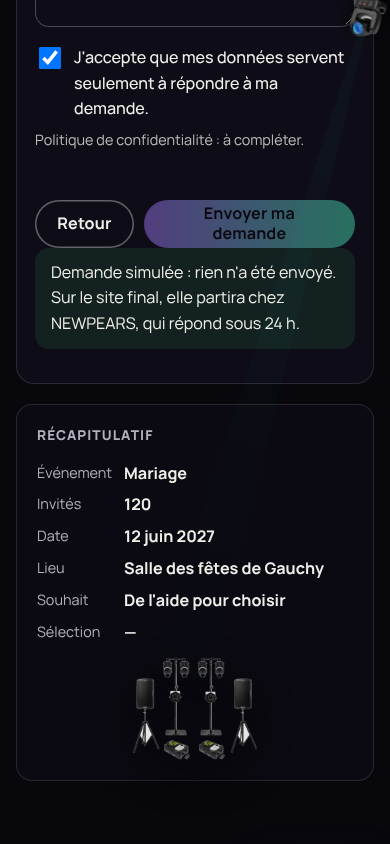 J'accepte que mes données servent
seulement à répondre à ma
demande.
Politique de confidentialité : à compléter.
Retour
Envoyer ma
demande
Demande simulée : rien n'a été envoyé.
Sur le site final, elle partira chez
NEWPEARS, qui répond sous 24 h.
RÉCAPITULATIF
Événement Mariage
Invités 120
Date 12 juin 2027
Lieu Salle des fêtes de Gauchy
Souhait De l'aide pour choisir
Sélection —